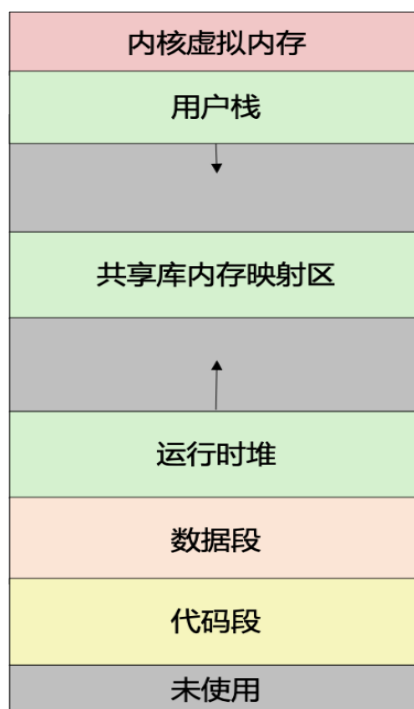 内核虚拟内存
用户栈
共享库内存映射区
运行时堆
数据段
代码段
未使用